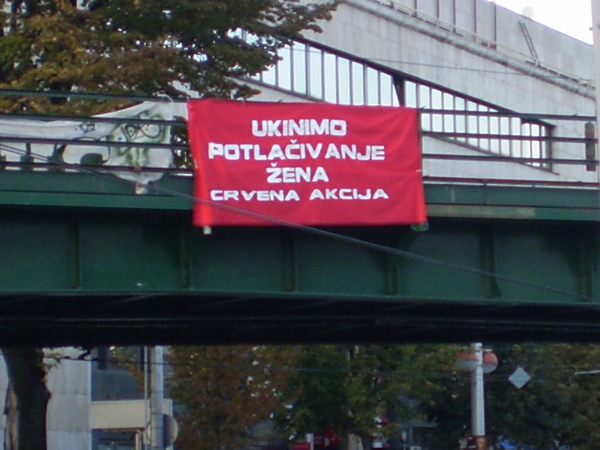 UKINIMO
POTLAČIVANJE
ŽENA
CRVENA AKCIJA